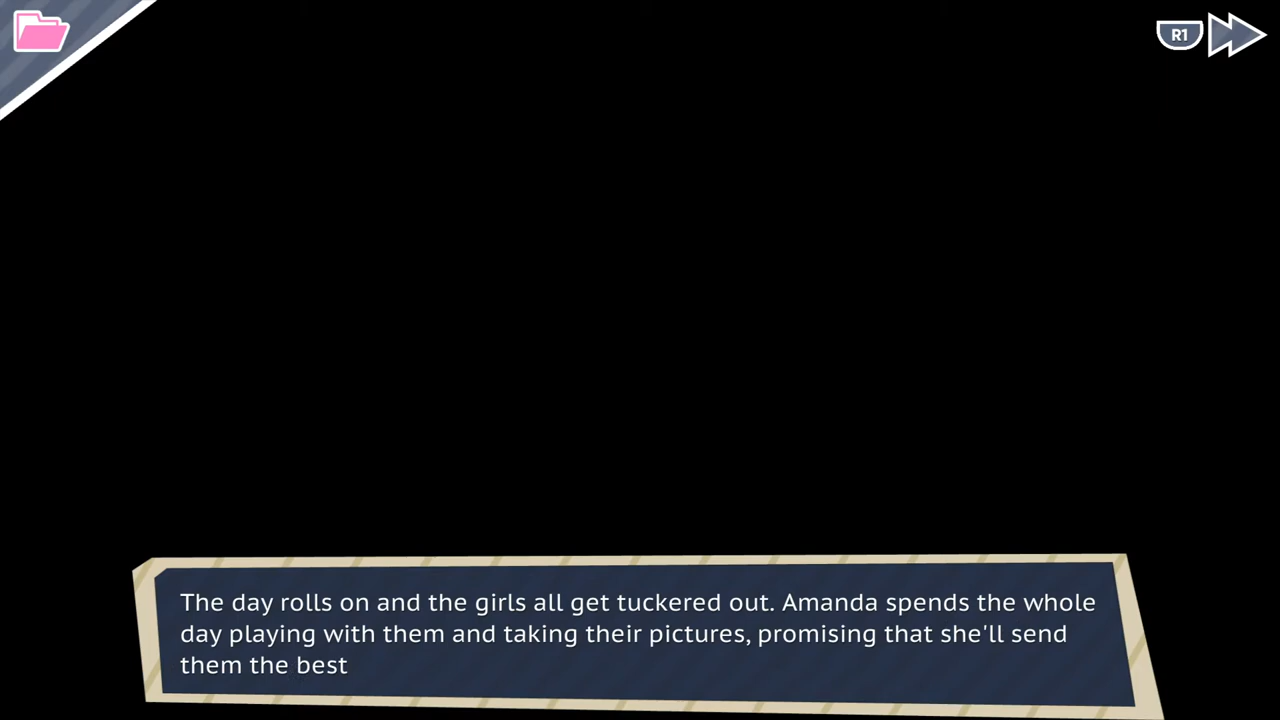 R1
The day rolls on and the girls all get tuckered out. Amanda spends the whole
day playing with them and taking their pictures, promising that she'll send
them the best